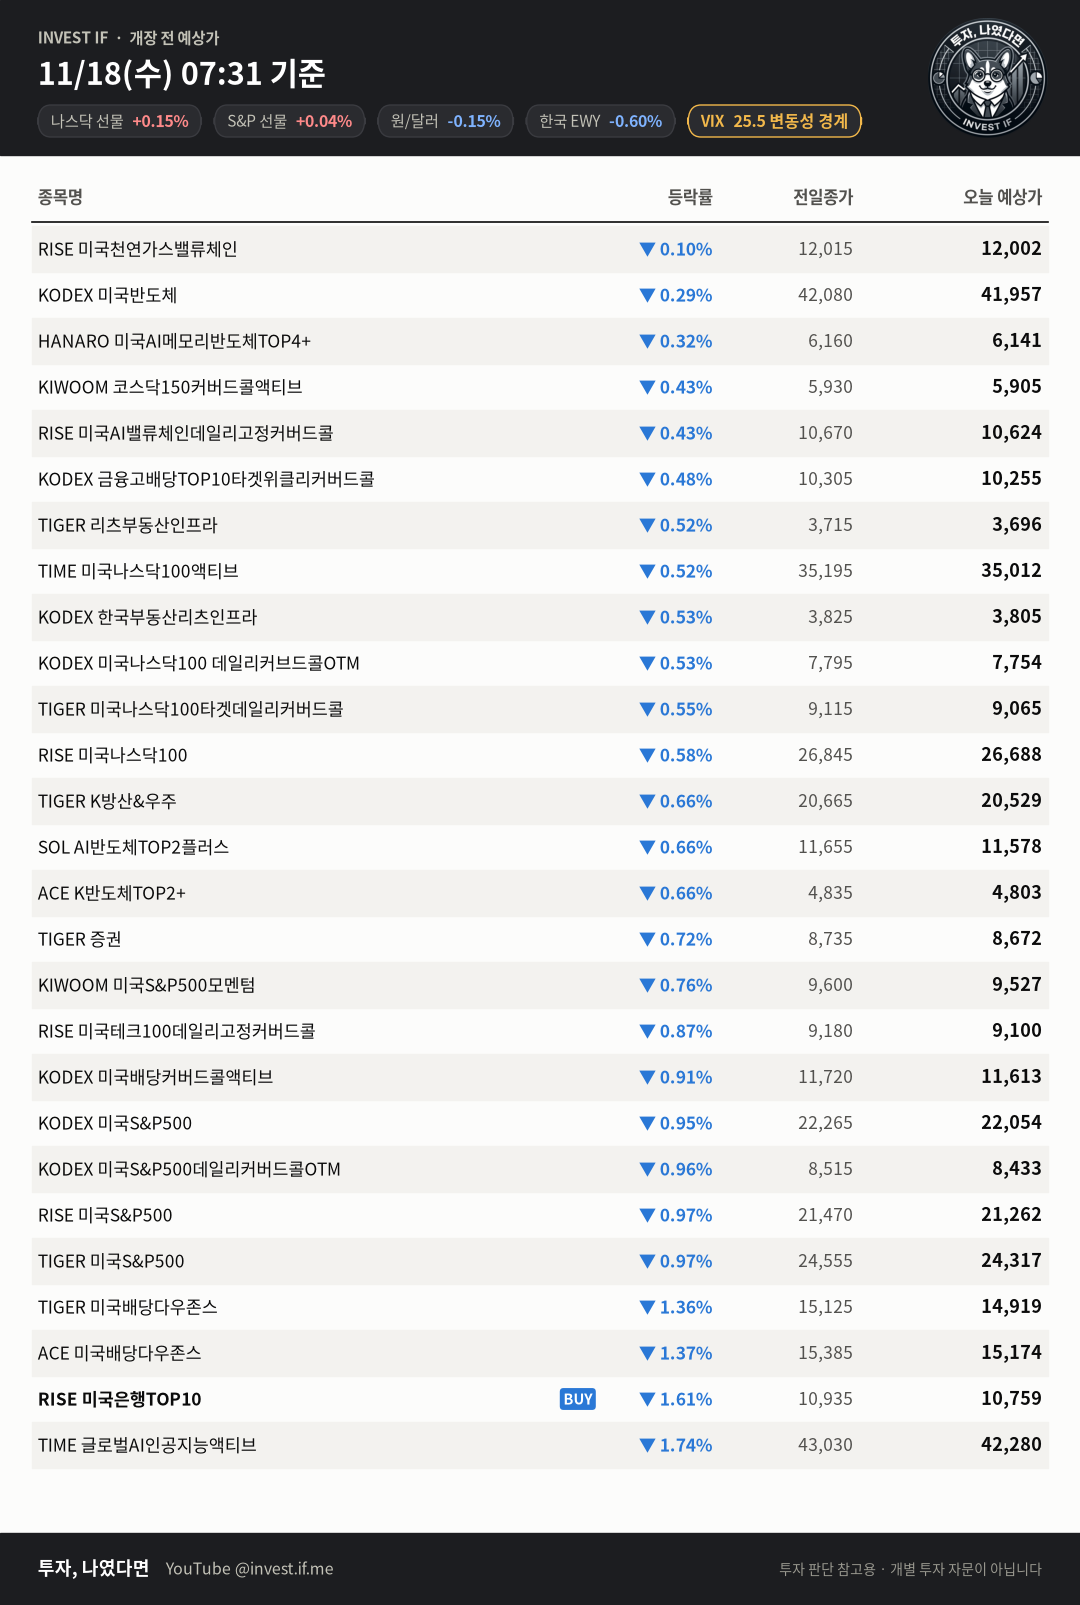 INVEST IF · 개장 전 예상가
11/18(수) 07:31 기준
나스닥 선물 +0.15% S&P 선물 +0.04% 원/달러 -0.15% 한국 EWY -0.60% VIX 25.5 변동성 경계
투자, 나였다면
INVEST IF
종목명 등락률 전일종가 오늘 예상가
RISE 미국천연가스밸류체인 ▼ 0.10% 12,015 12,002
KODEX 미국반도체 ▼ 0.29% 42,080 41,957
HANARO 미국AI메모리반도체TOP4+ ▼ 0.32% 6,160 6,141
KIWOOM 코스닥150커버드콜액티브 ▼ 0.43% 5,930 5,905
RISE 미국AI밸류체인데일리고정커버드콜 ▼ 0.43% 10,670 10,624
KODEX 금융고배당TOP10타겟위클리커버드콜 ▼ 0.48% 10,305 10,255
TIGER 리츠부동산인프라 ▼ 0.52% 3,715 3,696
TIME 미국나스닥100액티브 ▼ 0.52% 35,195 35,012
KODEX 한국부동산리츠인프라 ▼ 0.53% 3,825 3,805
KODEX 미국나스닥100 데일리커브드콜OTM ▼ 0.53% 7,795 7,754
TIGER 미국나스닥100타겟데일리커버드콜 ▼ 0.55% 9,115 9,065
RISE 미국나스닥100 ▼ 0.58% 26,845 26,688
TIGER K방산&우주 ▼ 0.66% 20,665 20,529
SOL AI반도체TOP2플러스 ▼ 0.66% 11,655 11,578
ACE K반도체TOP2+ ▼ 0.66% 4,835 4,803
TIGER 증권 ▼ 0.72% 8,735 8,672
KIWOOM 미국S&P500모멘텀 ▼ 0.76% 9,600 9,527
RISE 미국테크100데일리고정커버드콜 ▼ 0.87% 9,180 9,100
KODEX 미국배당커버드콜액티브 ▼ 0.91% 11,720 11,613
KODEX 미국S&P500 ▼ 0.95% 22,265 22,054
KODEX 미국S&P500데일리커버드콜OTM ▼ 0.96% 8,515 8,433
RISE 미국S&P500 ▼ 0.97% 21,470 21,262
TIGER 미국S&P500 ▼ 0.97% 24,555 24,317
TIGER 미국배당다우존스 ▼ 1.36% 15,125 14,919
ACE 미국배당다우존스 ▼ 1.37% 15,385 15,174
RISE 미국은행TOP10 BUY ▼ 1.61% 10,935 10,759
TIME 글로벌AI인공지능액티브 ▼ 1.74% 43,030 42,280
투자, 나였다면 YouTube @invest.if.me 투자 판단 참고용 · 개별 투자 자문이 아닙니다